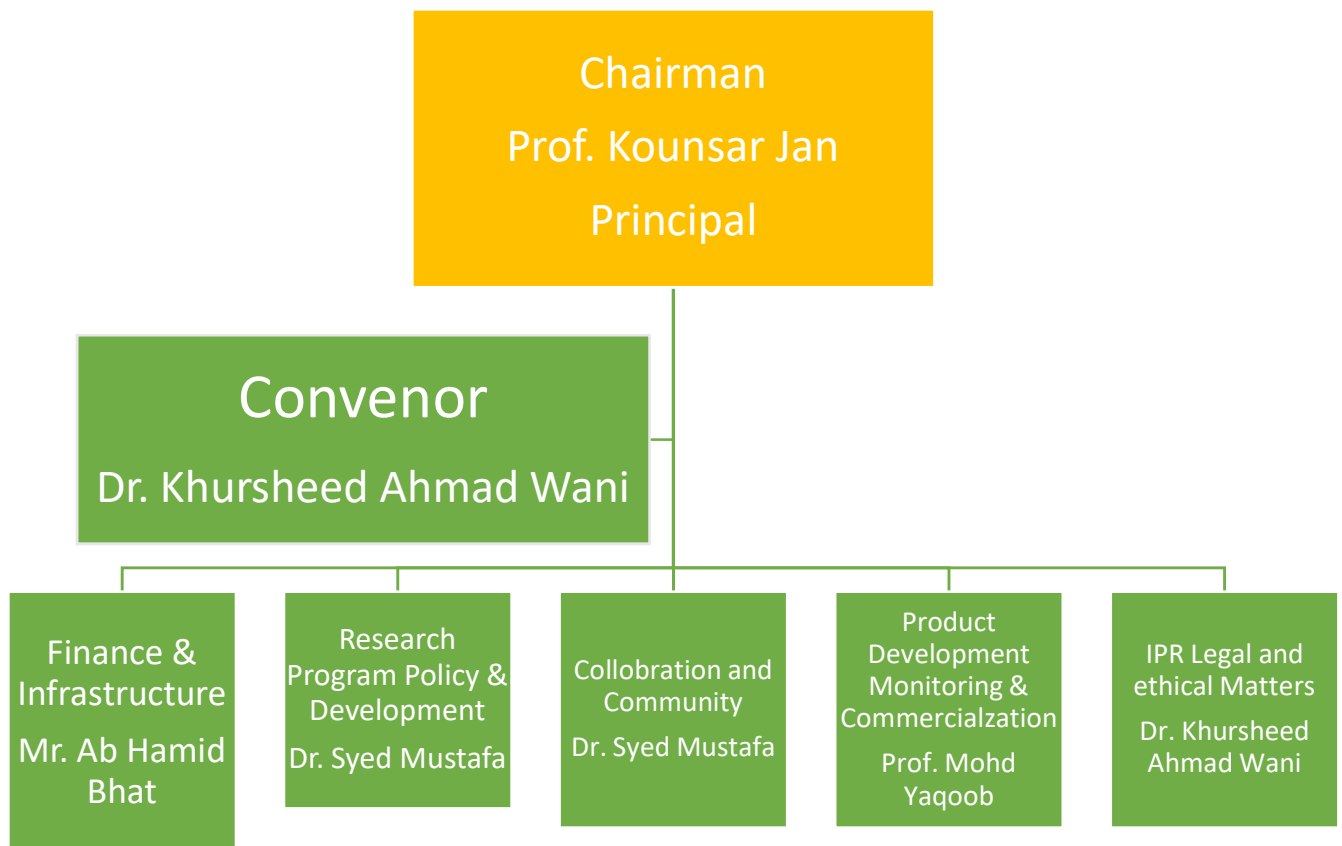 Chairman
Prof. Kounsar Jan
Principal
Convenor
Dr. Khursheed Ahmad Wani
Finance &
Infrastructure
Mr. Ab Hamid
Bhat
Research
Program Policy &
Development
Dr. Syed Mustafa
Collobration and
Community
Dr. Syed Mustafa
Product
Development
Monitoring &
Commercialzation
Prof. Mohd
Yaqoob
IPR Legal and
ethical Matters
Dr. Khursheed
Ahmad Wani